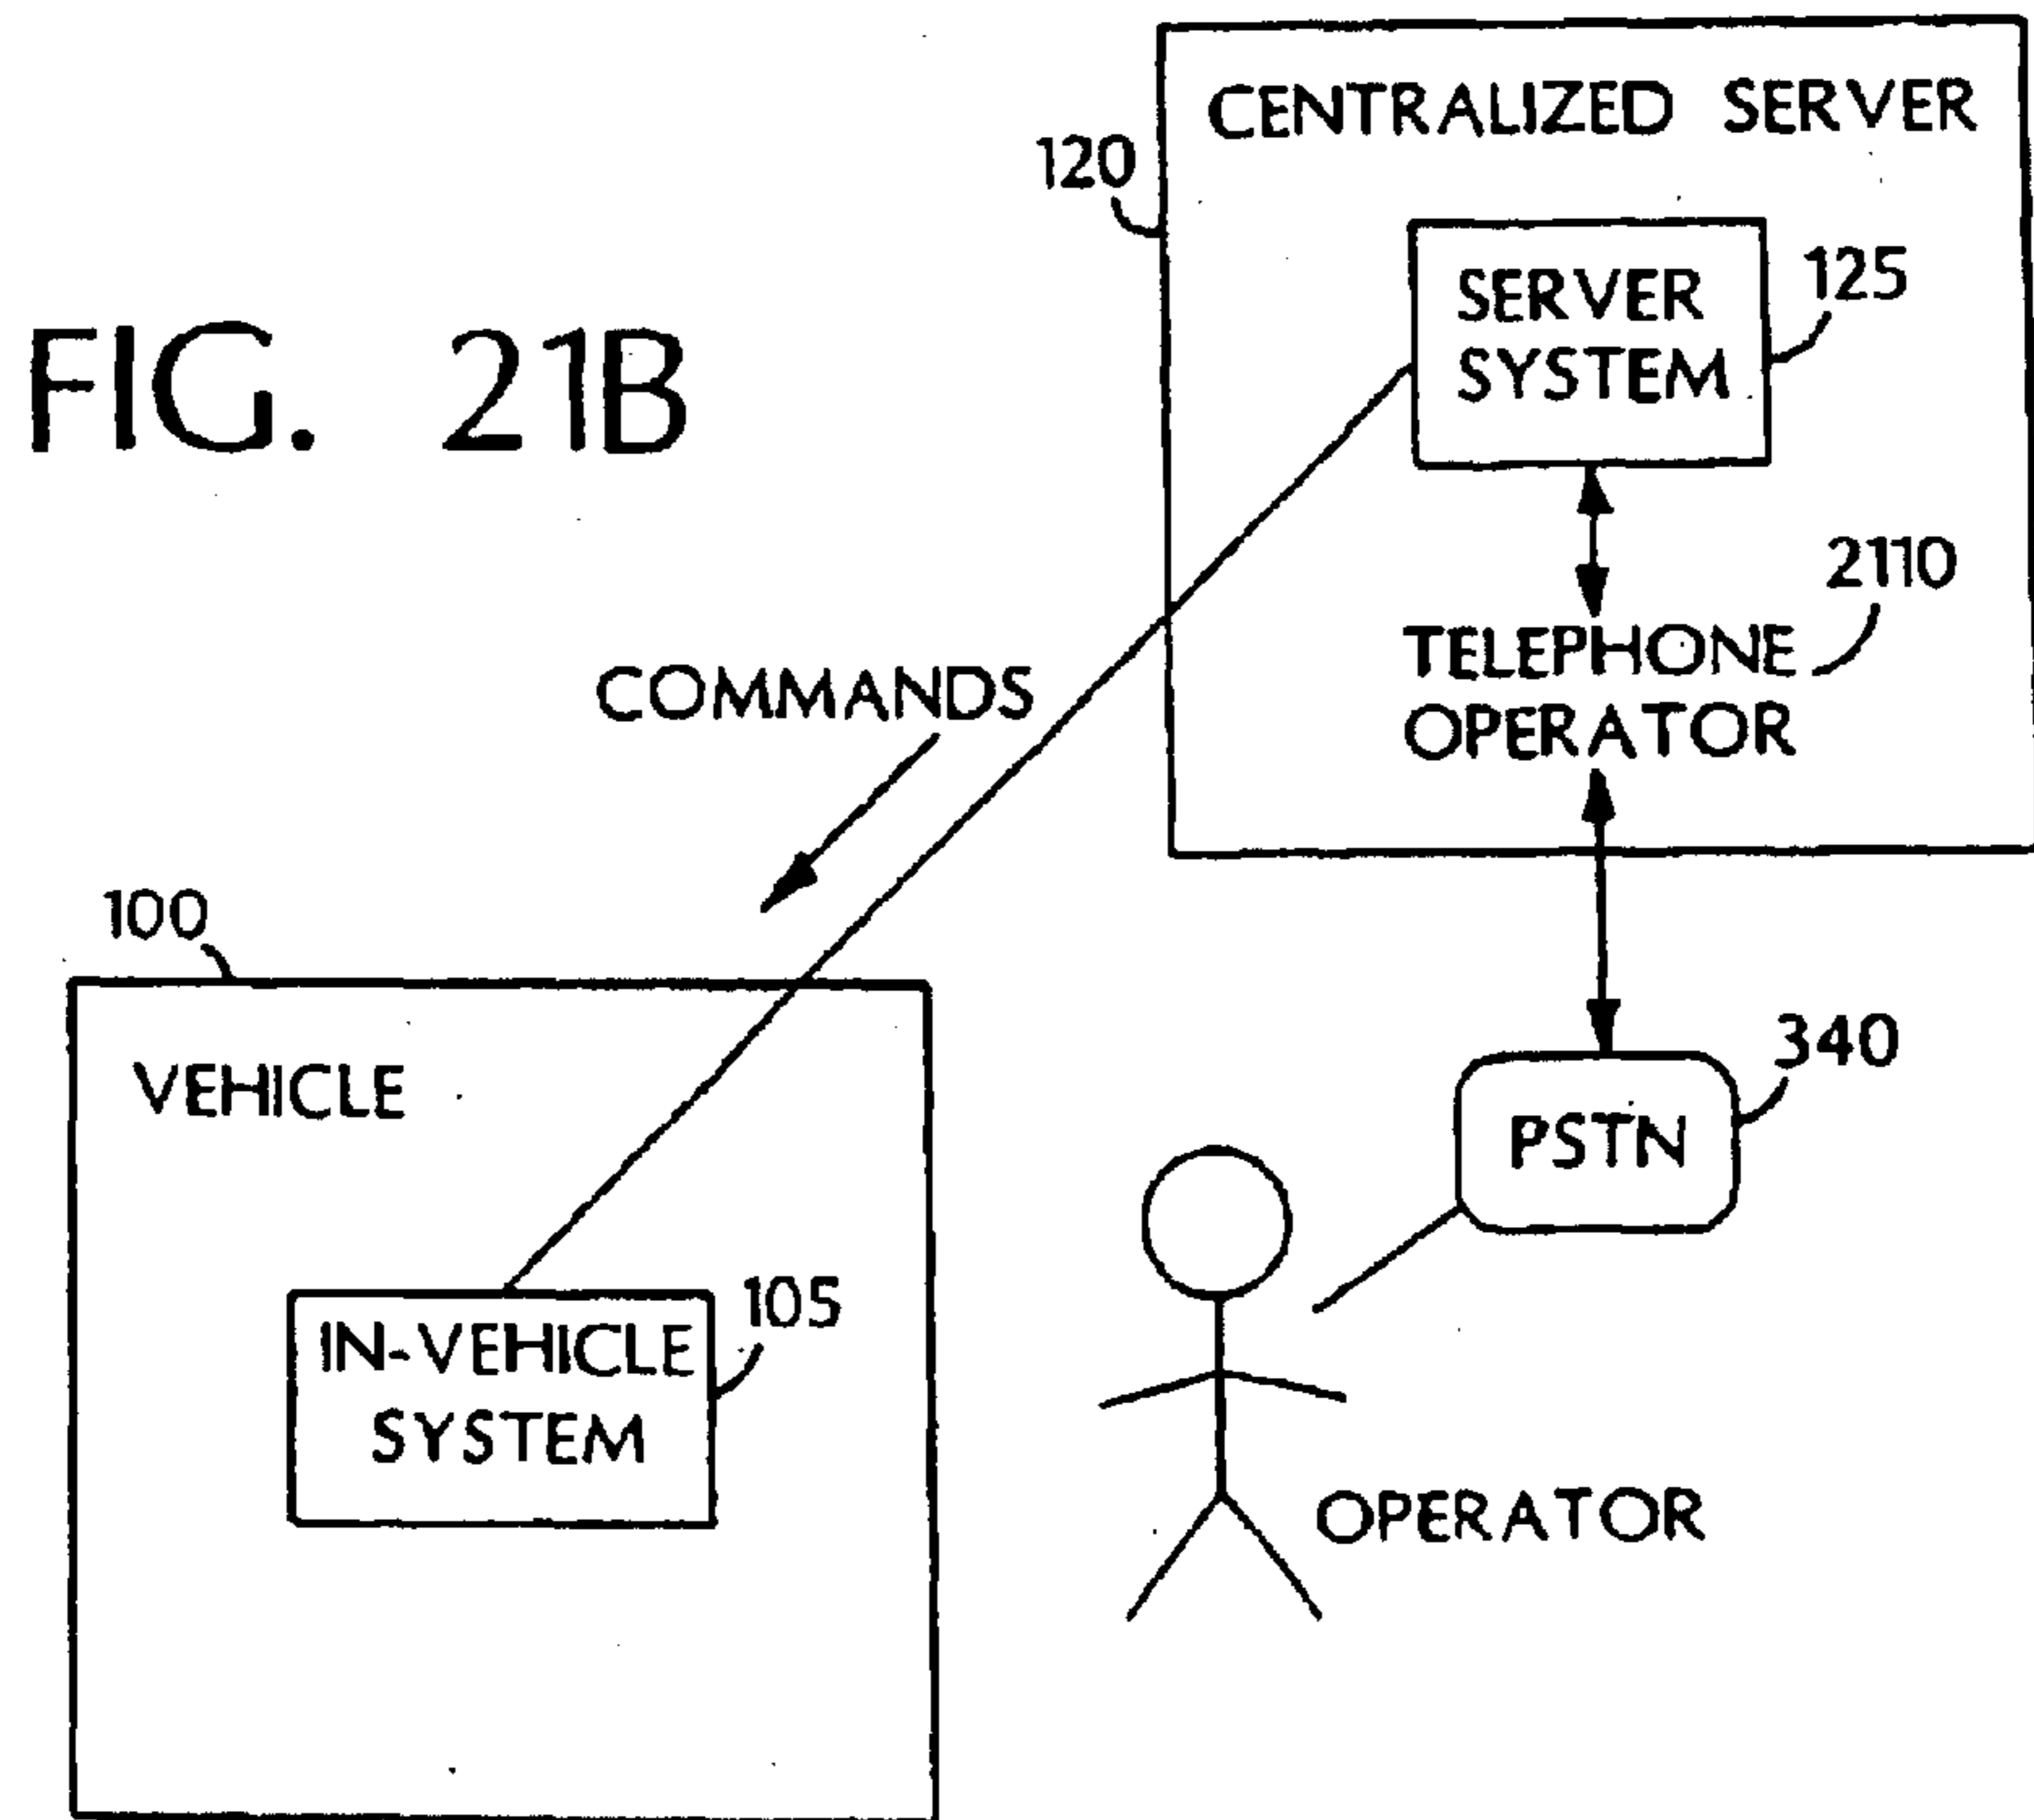 FIG. 21B
CENTRALIZED SERVER
120
SERVER
SYSTEM
125
2110
TELEPHONE
OPERATOR
COMMANDS
100
VEHICLE
340
PSTN
IN-VEHICLE
SYSTEM
105
OPERATOR